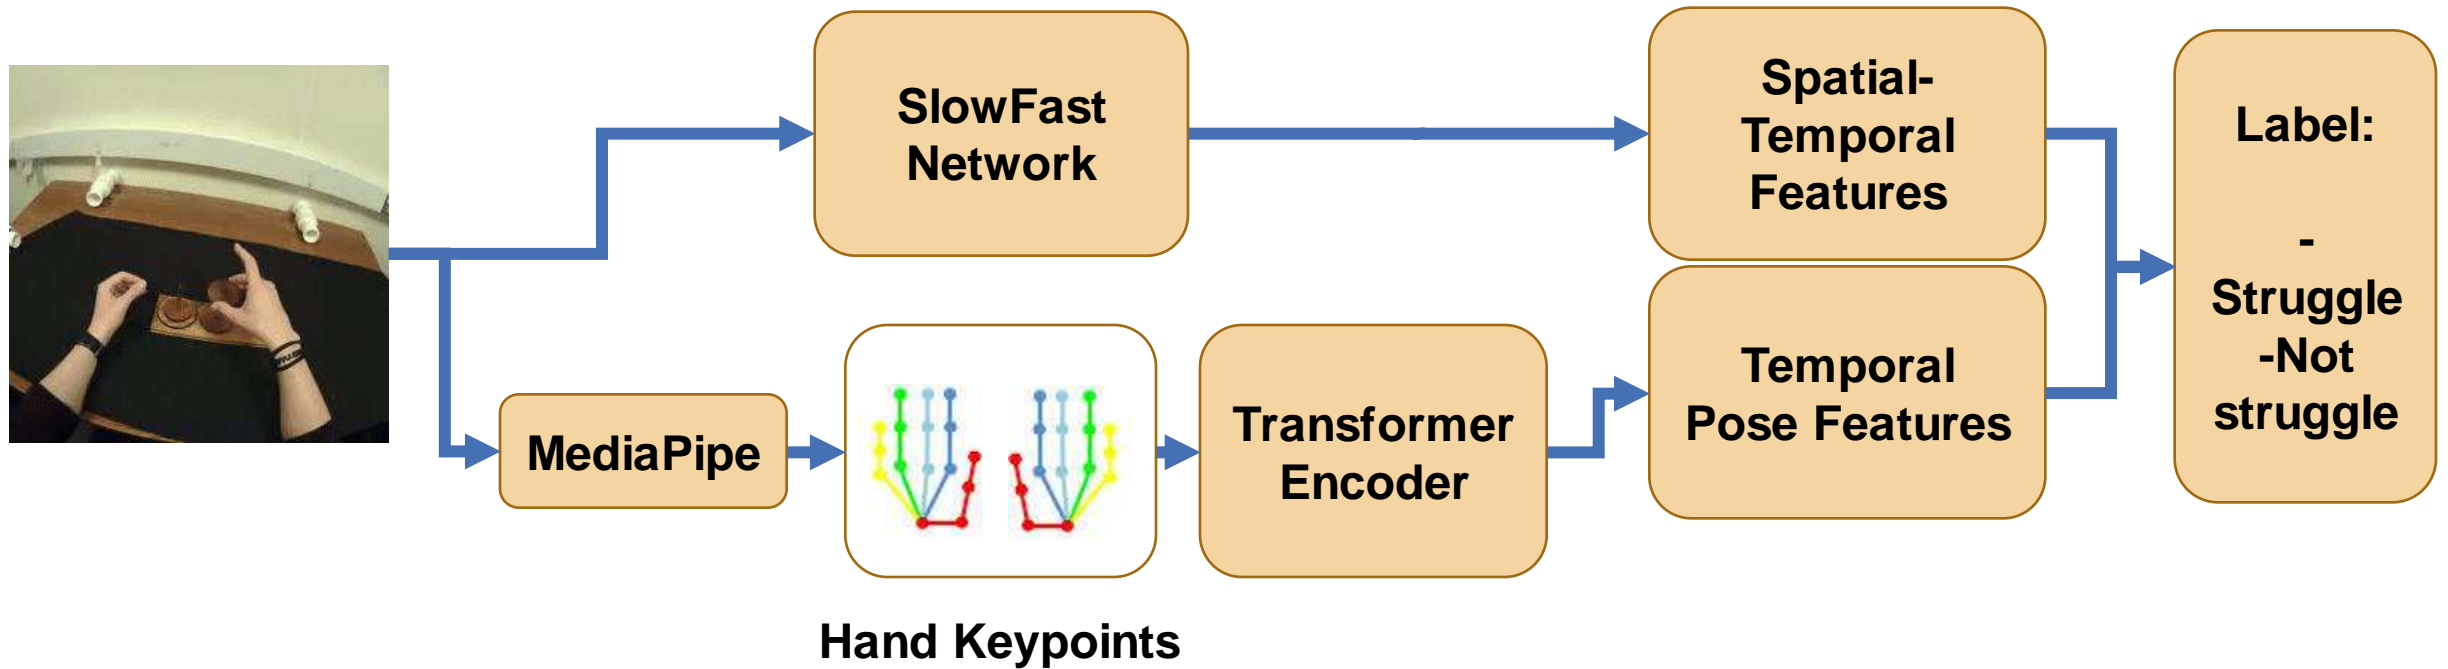 SlowFast
Network
Spatial-
Temporal
Features
Label:
-
Struggle
-Not
struggle
MediaPipe
Transformer
Encoder
Temporal
Pose Features
Hand Keypoints